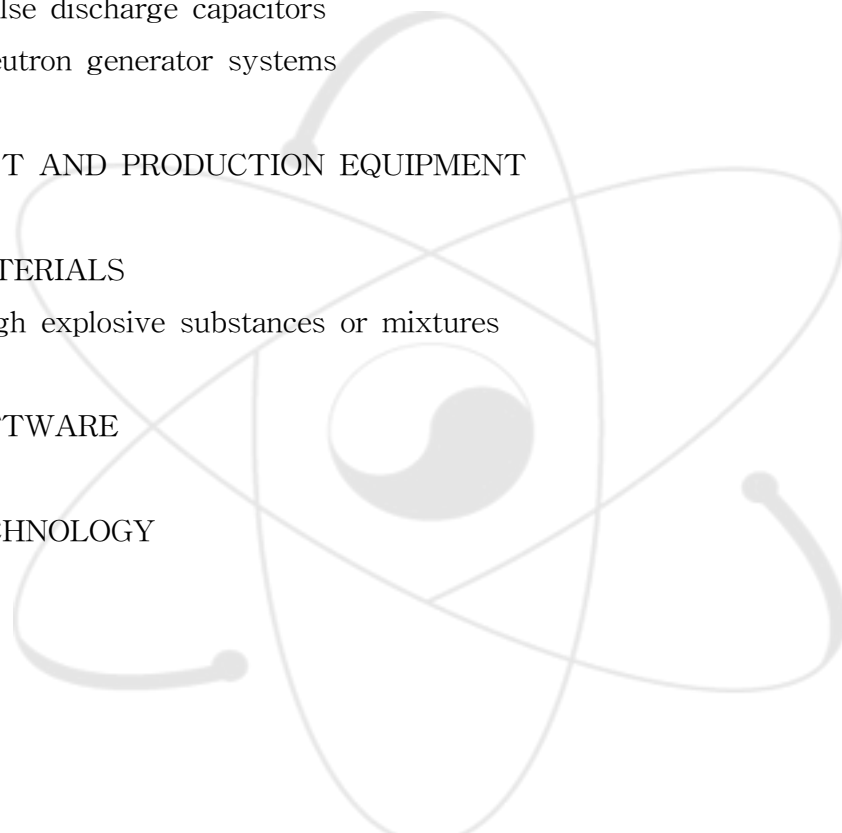 lse discharge capacitors
eutron generator systems
T AND PRODUCTION EQUIPMENT
TERIALS
gh explosive substances or mixtures
TWARE
CHNOLOGY